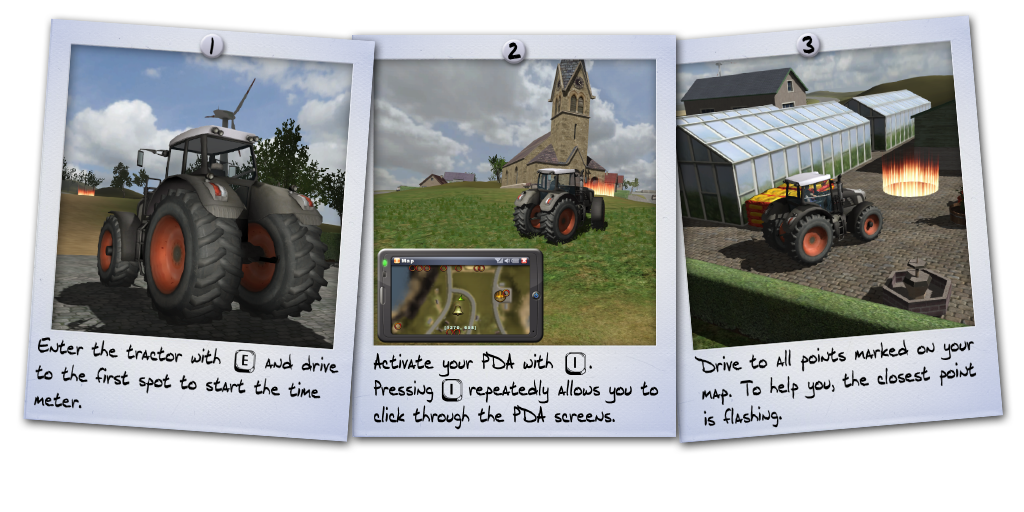 1
Enter the tractor with E and drive
to the first spot to start the time
meter.
2
Map
Activate your PDA with I.
Pressing I repeatedly allows you to
click through the PDA screens.
3
Drive to all points marked on your
map. To help you, the closest point
is flashing.